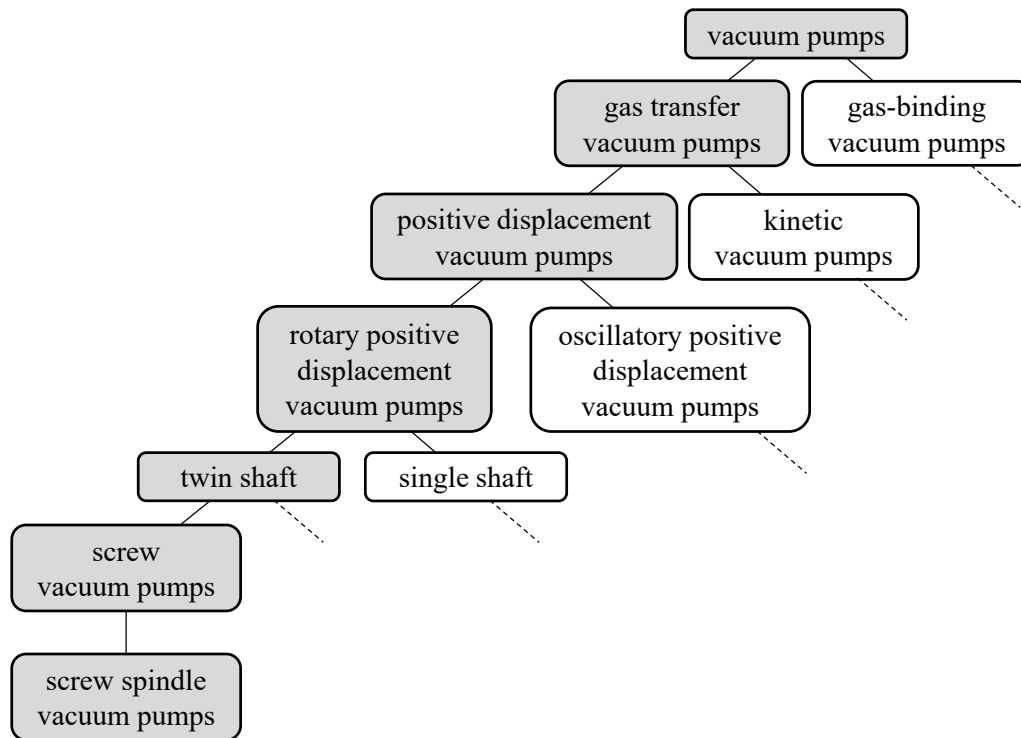 vacuum pumps
gas transfer
vacuum pumps
gas-binding
vacuum pumps
positive displacement
vacuum pumps
kinetic
vacuum pumps
rotary positive
displacement
vacuum pumps
oscillatory positive
displacement
vacuum pumps
twin shaft
single shaft
screw
vacuum pumps
screw spindle
vacuum pumps